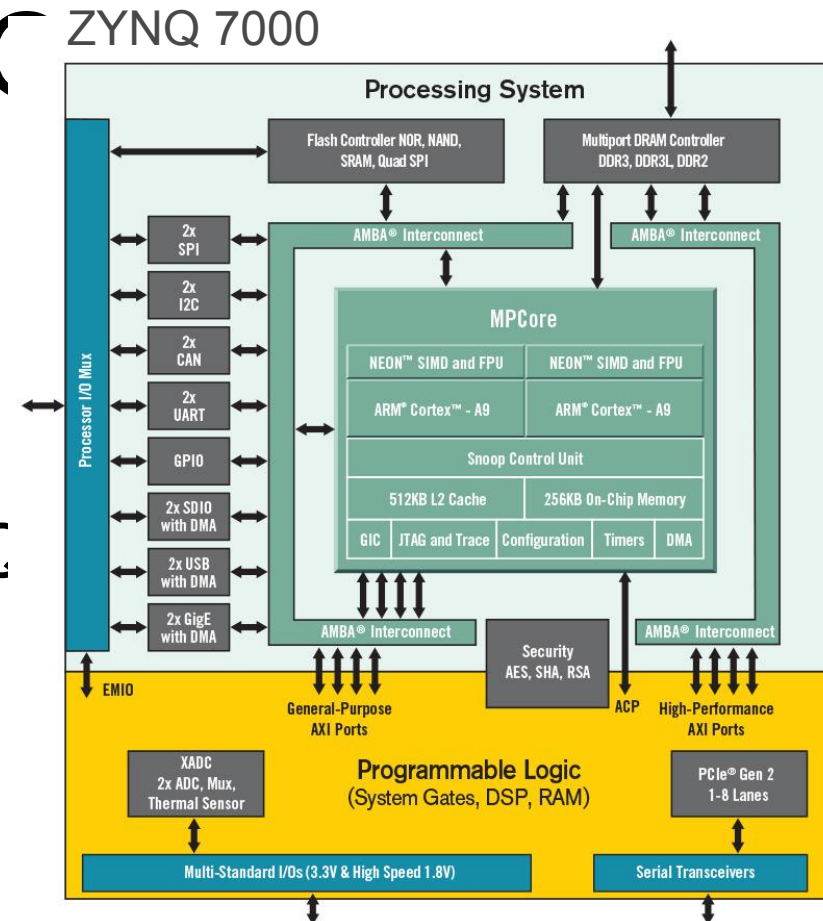 ZYNQ 7000
Processing System
Flash Controller NOR, NAND,
SRAM, Quad SPI
Multiport DRAM Controller
DDR3, DDR3L, DDR2
AMBA® Interconnect
AMBA® Interconnect
Processor I/O Mux
2x
SPI
2x
I2C
2x
CAN
2x
UART
GPIO
2x SDIO
with DMA
2x USB
with DMA
2x GigE
with DMA
MPCore
NEON™ SIMD and FPU
NEON™ SIMD and FPU
ARM® Cortex™ - A9
ARM® Cortex™ - A9
Snoop Control Unit
512KB L2 Cache
256KB On-Chip Memory
GIC
JTAG and Trace
Configuration
Timers
DMA
AMBA® Interconnect
AMBA® Interconnect
Security
AES, SHA, RSA
EMIO
General-Purpose
AXI Ports
ACP
High-Performance
AXI Ports
XADC
2x ADC, Mux,
Thermal Sensor
Programmable Logic
(System Gates, DSP, RAM)
PCIe® Gen 2
1-8 Lanes
Multi-Standard I/Os (3.3V & High Speed 1.8V)
Serial Transceivers